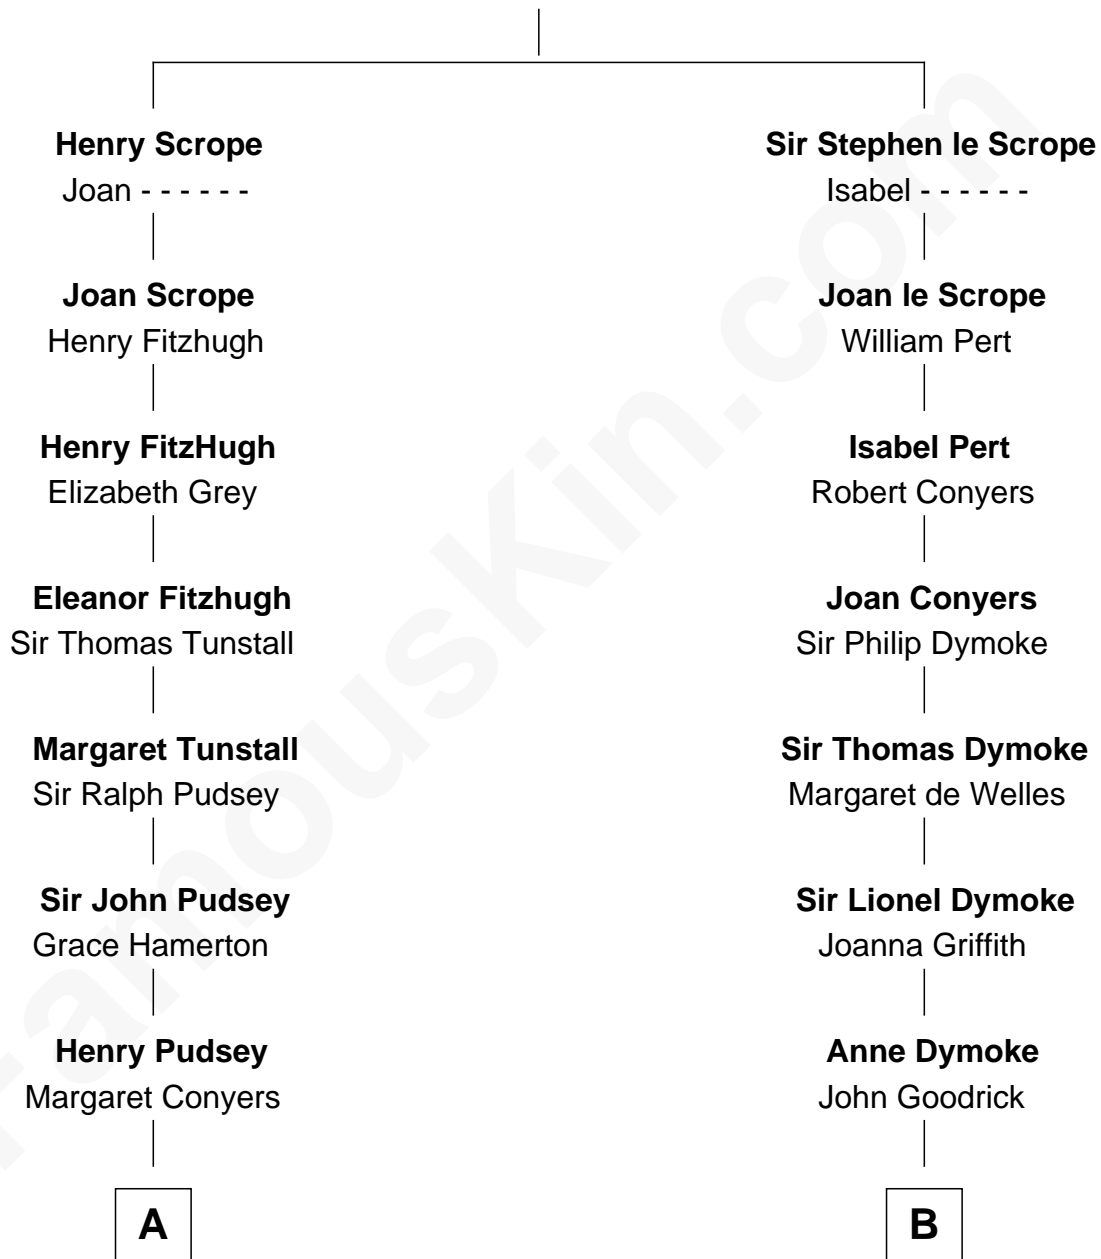 Henry Scrope
Joan - - - - - -
Joan Scrope
Henry Fitzhugh
Henry FitzHugh
Elizabeth Grey
Eleanor Fitzhugh
Sir Thomas Tunstall
Margaret Tunstall
Sir Ralph Pudsey
Sir John Pudsey
Grace Hamerton
Henry Pudsey
Margaret Conyers
A
Sir Stephen le Scrope
Isabel - - - - - -
Joan le Scrope
William Pert
Isabel Pert
Robert Conyers
Joan Conyers
Sir Philip Dymoke
Sir Thomas Dymoke
Margaret de Welles
Sir Lionel Dymoke
Joanna Griffith
Anne Dymoke
John Goodrick
B
FamousKin.com